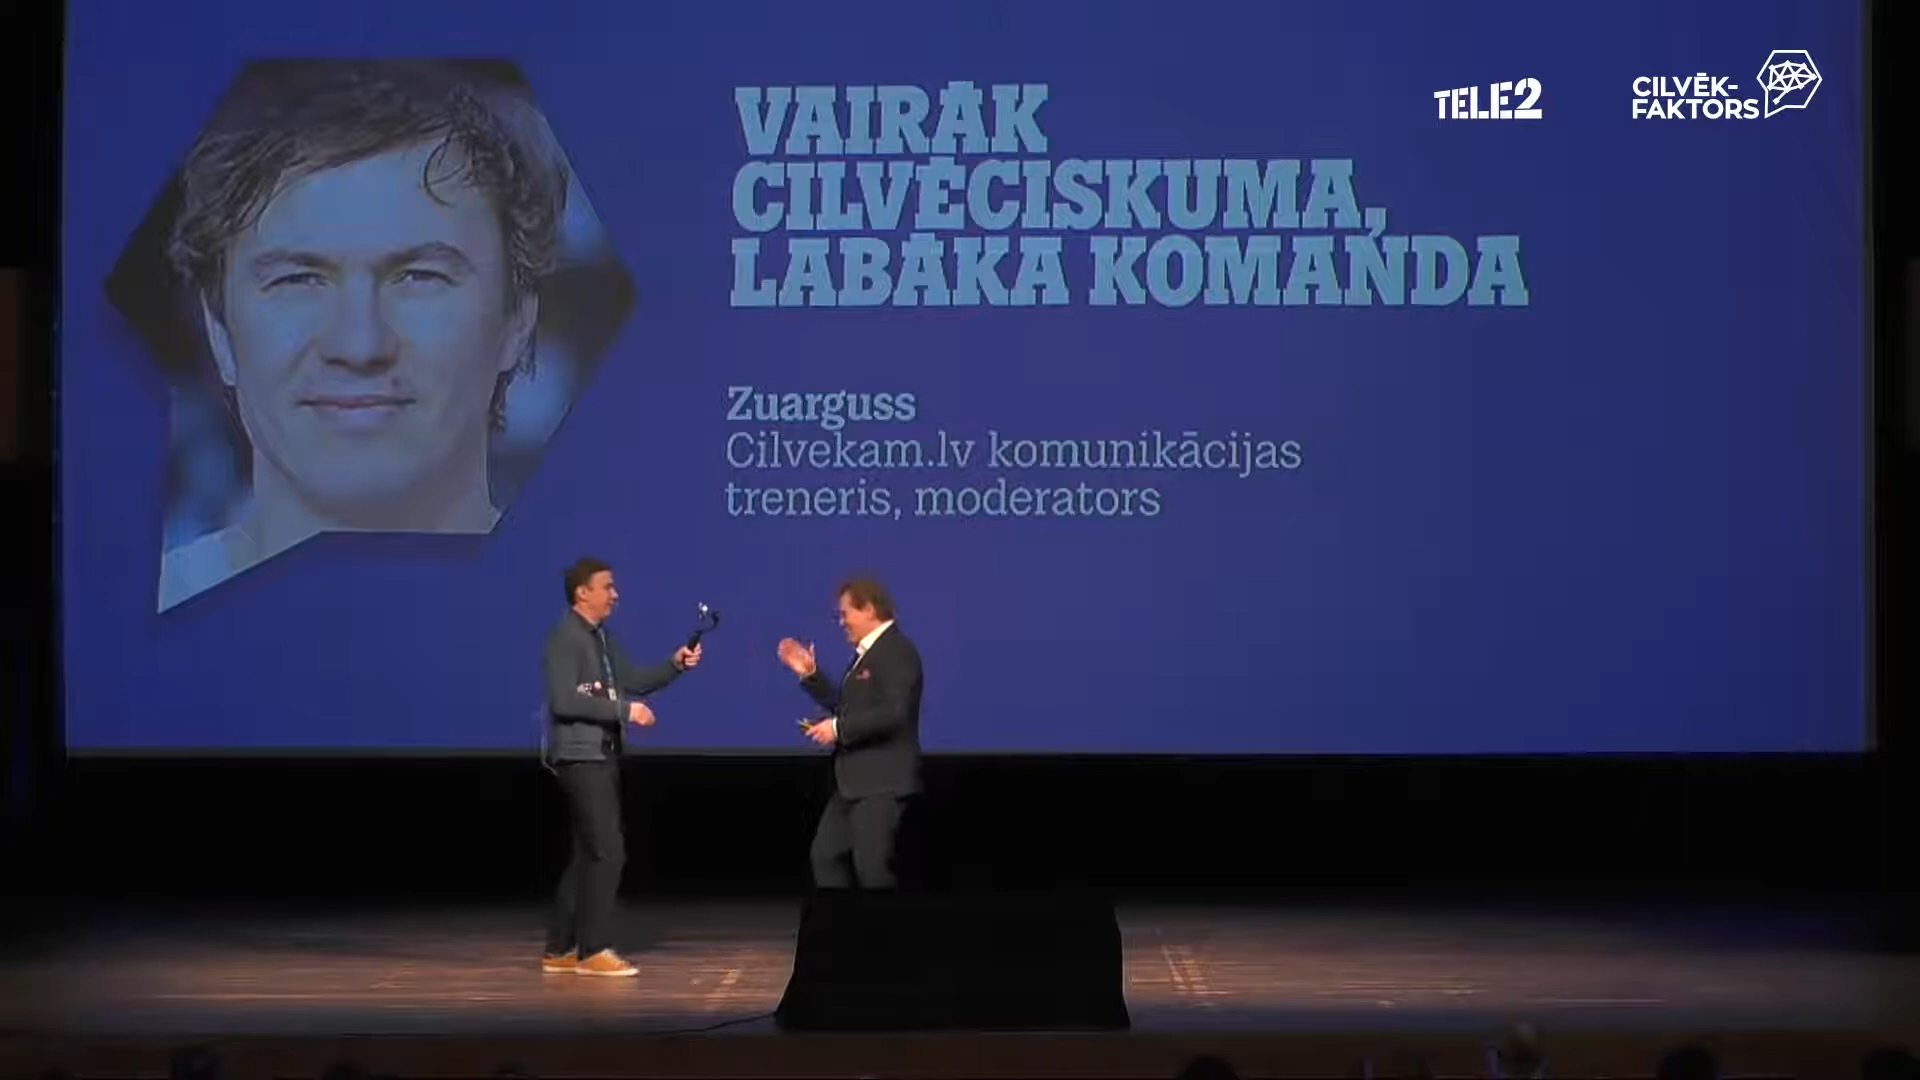 VAIRĀK
CILVĒCISKUMA,
LABĀKA KOMANDA
Zuarguss
Cilvekam.lv komunikācijas
treneris, moderators
TELE2
CILVĒK-
FAKTORS